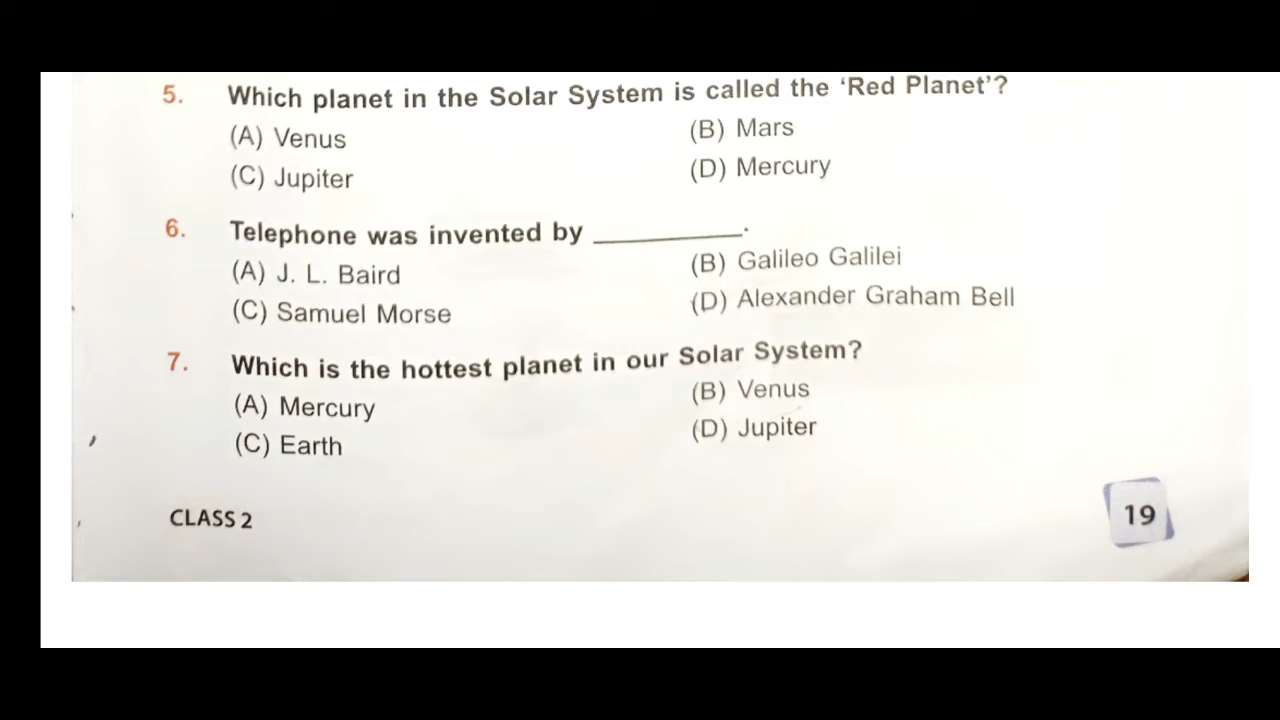 5. Which planet in the Solar System is called the ‘Red Planet’?
(A) Venus (B) Mars
(C) Jupiter (D) Mercury
6. Telephone was invented by __________.
(A) J. L. Baird (B) Galileo Galilei
(C) Samuel Morse (D) Alexander Graham Bell
7. Which is the hottest planet in our Solar System?
(A) Mercury (B) Venus
(C) Earth (D) Jupiter
CLASS 2 19